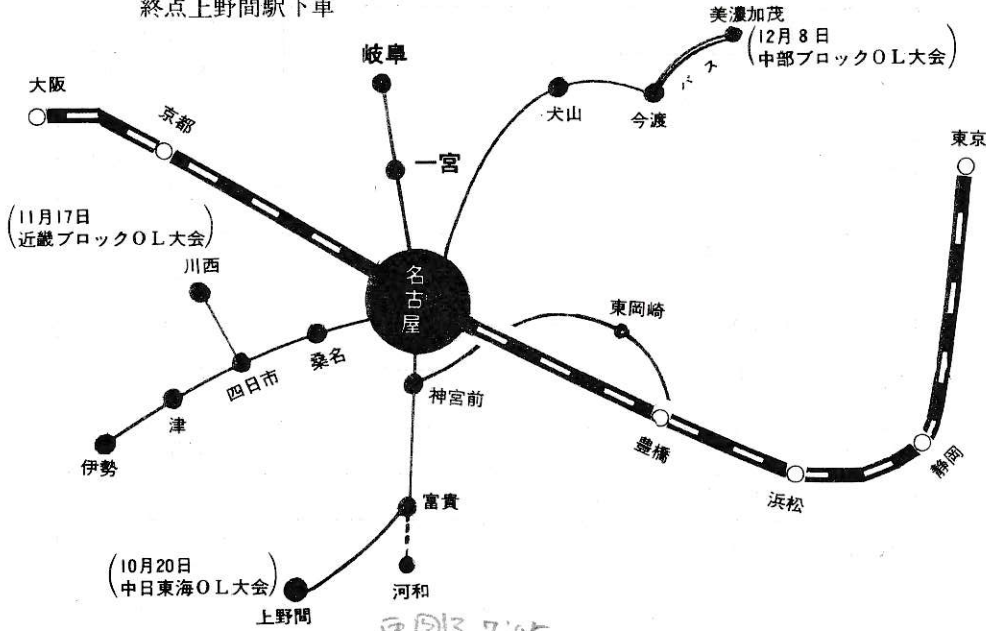 終点上野間駅下車
美濃加茂
(12月8日
中部ブロックOL大会)
岐阜
大阪
京都
犬山
今渡
バス
東京
一宮
(11月17日
近畿ブロックOL大会)
川西
名古屋
東岡崎
桑名
四日市
神宮前
津
伊勢
豊橋
静岡
浜松
富貴
(10月20日
中日東海OL大会)
河和
上野間